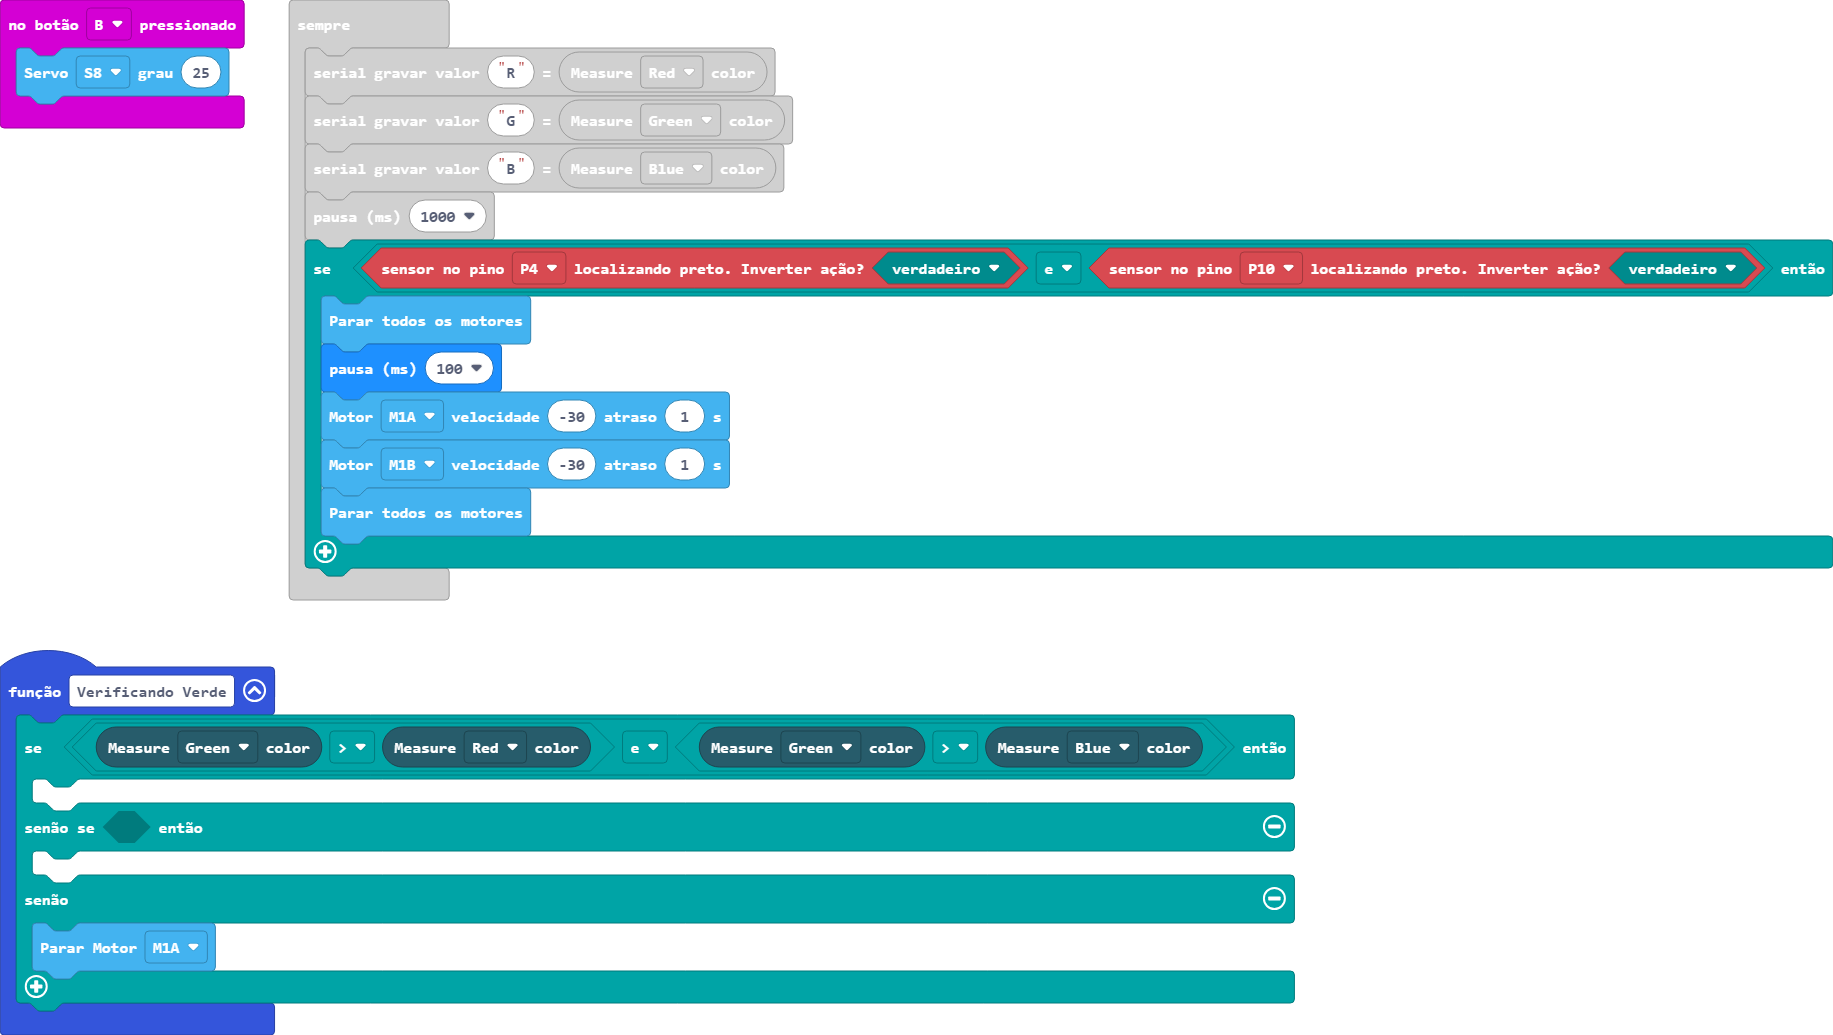 no botão B pressionado
Servo S8 grau 25
sempre
serial gravar valor "R" = Measure Red color
serial gravar valor "G" = Measure Green color
serial gravar valor "B" = Measure Blue color
pausa (ms) 1000
se sensor no pino P4 localizando preto. Inverter ação? verdadeiro e sensor no pino P10 localizando preto. Inverter ação? verdadeiro então
Parar todos os motores
pausa (ms) 100
Motor M1A velocidade -30 atraso 1 s
Motor M1B velocidade -30 atraso 1 s
Parar todos os motores
função Verificando Verde
se Measure Green color > Measure Red color e Measure Green color > Measure Blue color então
senão se então
senão
Parar Motor M1A